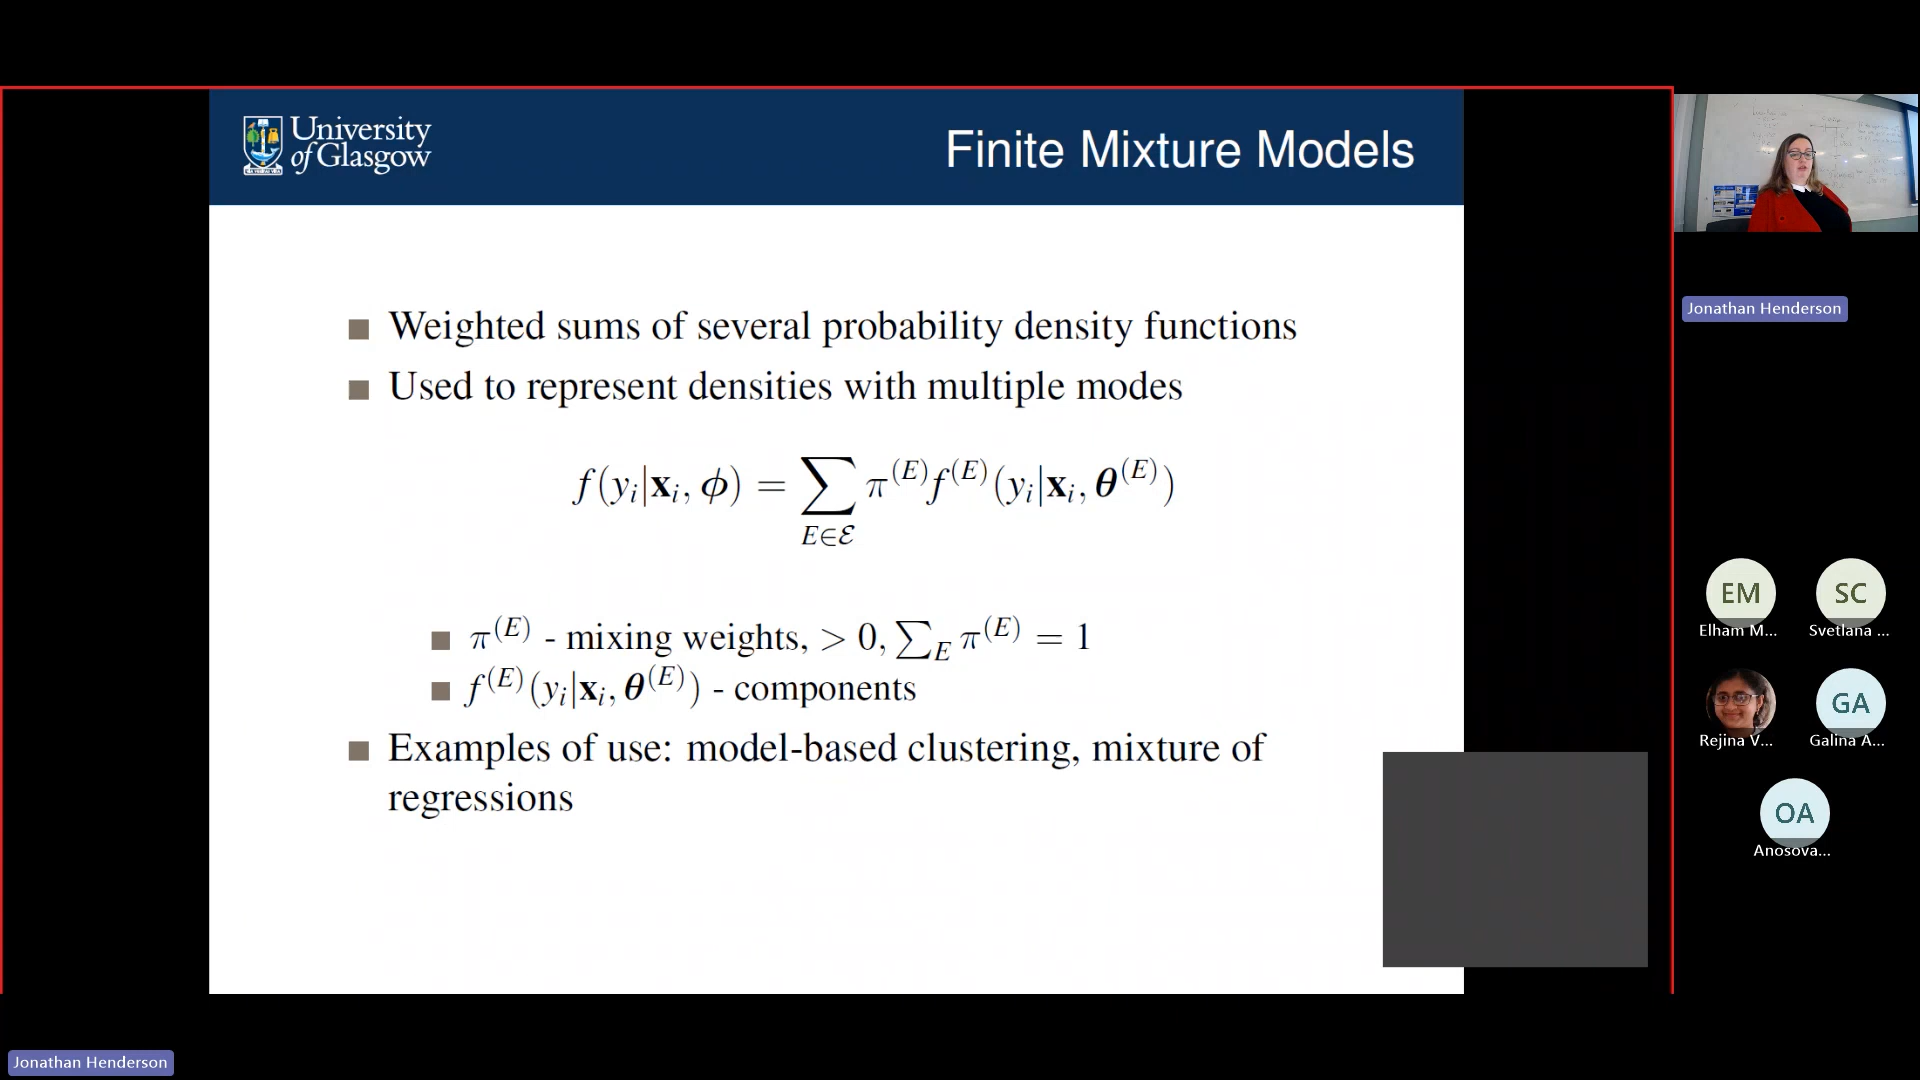 University
of Glasgow
Finite Mixture Models
Weighted sums of several probability density functions
Used to represent densities with multiple modes
f(y_i|x_i, ϕ) = ∑_{E∈ℰ} π^{(E)} f^{(E)}(y_i|x_i, θ^{(E)})
π^{(E)} - mixing weights, > 0, ∑_E π^{(E)} = 1
f^{(E)}(y_i|x_i, θ^{(E)}) - components
Examples of use: model-based clustering, mixture of
regressions
Jonathan Henderson
EM
Elham M...
SC
Svetlana ...
Rejina V...
GA
Galina A...
OA
Anosova...
Jonathan Henderson